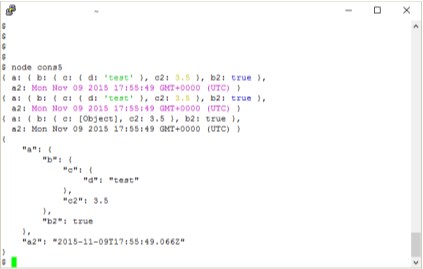 ~
$
$
$
$
$ node cons5
{ a: { b: { c: { d: 'test' }, c2: 3.5 }, b2: true },
  a2: Mon Nov 09 2015 17:55:49 GMT+0000 (UTC) }
{ a: { b: { c: { d: 'test' }, c2: 3.5 }, b2: true },
  a2: Mon Nov 09 2015 17:55:49 GMT+0000 (UTC) }
{ a: { b: { c: [Object], c2: 3.5 }, b2: true },
  a2: Mon Nov 09 2015 17:55:49 GMT+0000 (UTC) }
{
    "a": {
        "b": {
            "c": {
                "d": "test"
            },
            "c2": 3.5
        },
        "b2": true
    },
    "a2": "2015-11-09T17:55:49.066Z"
}
$